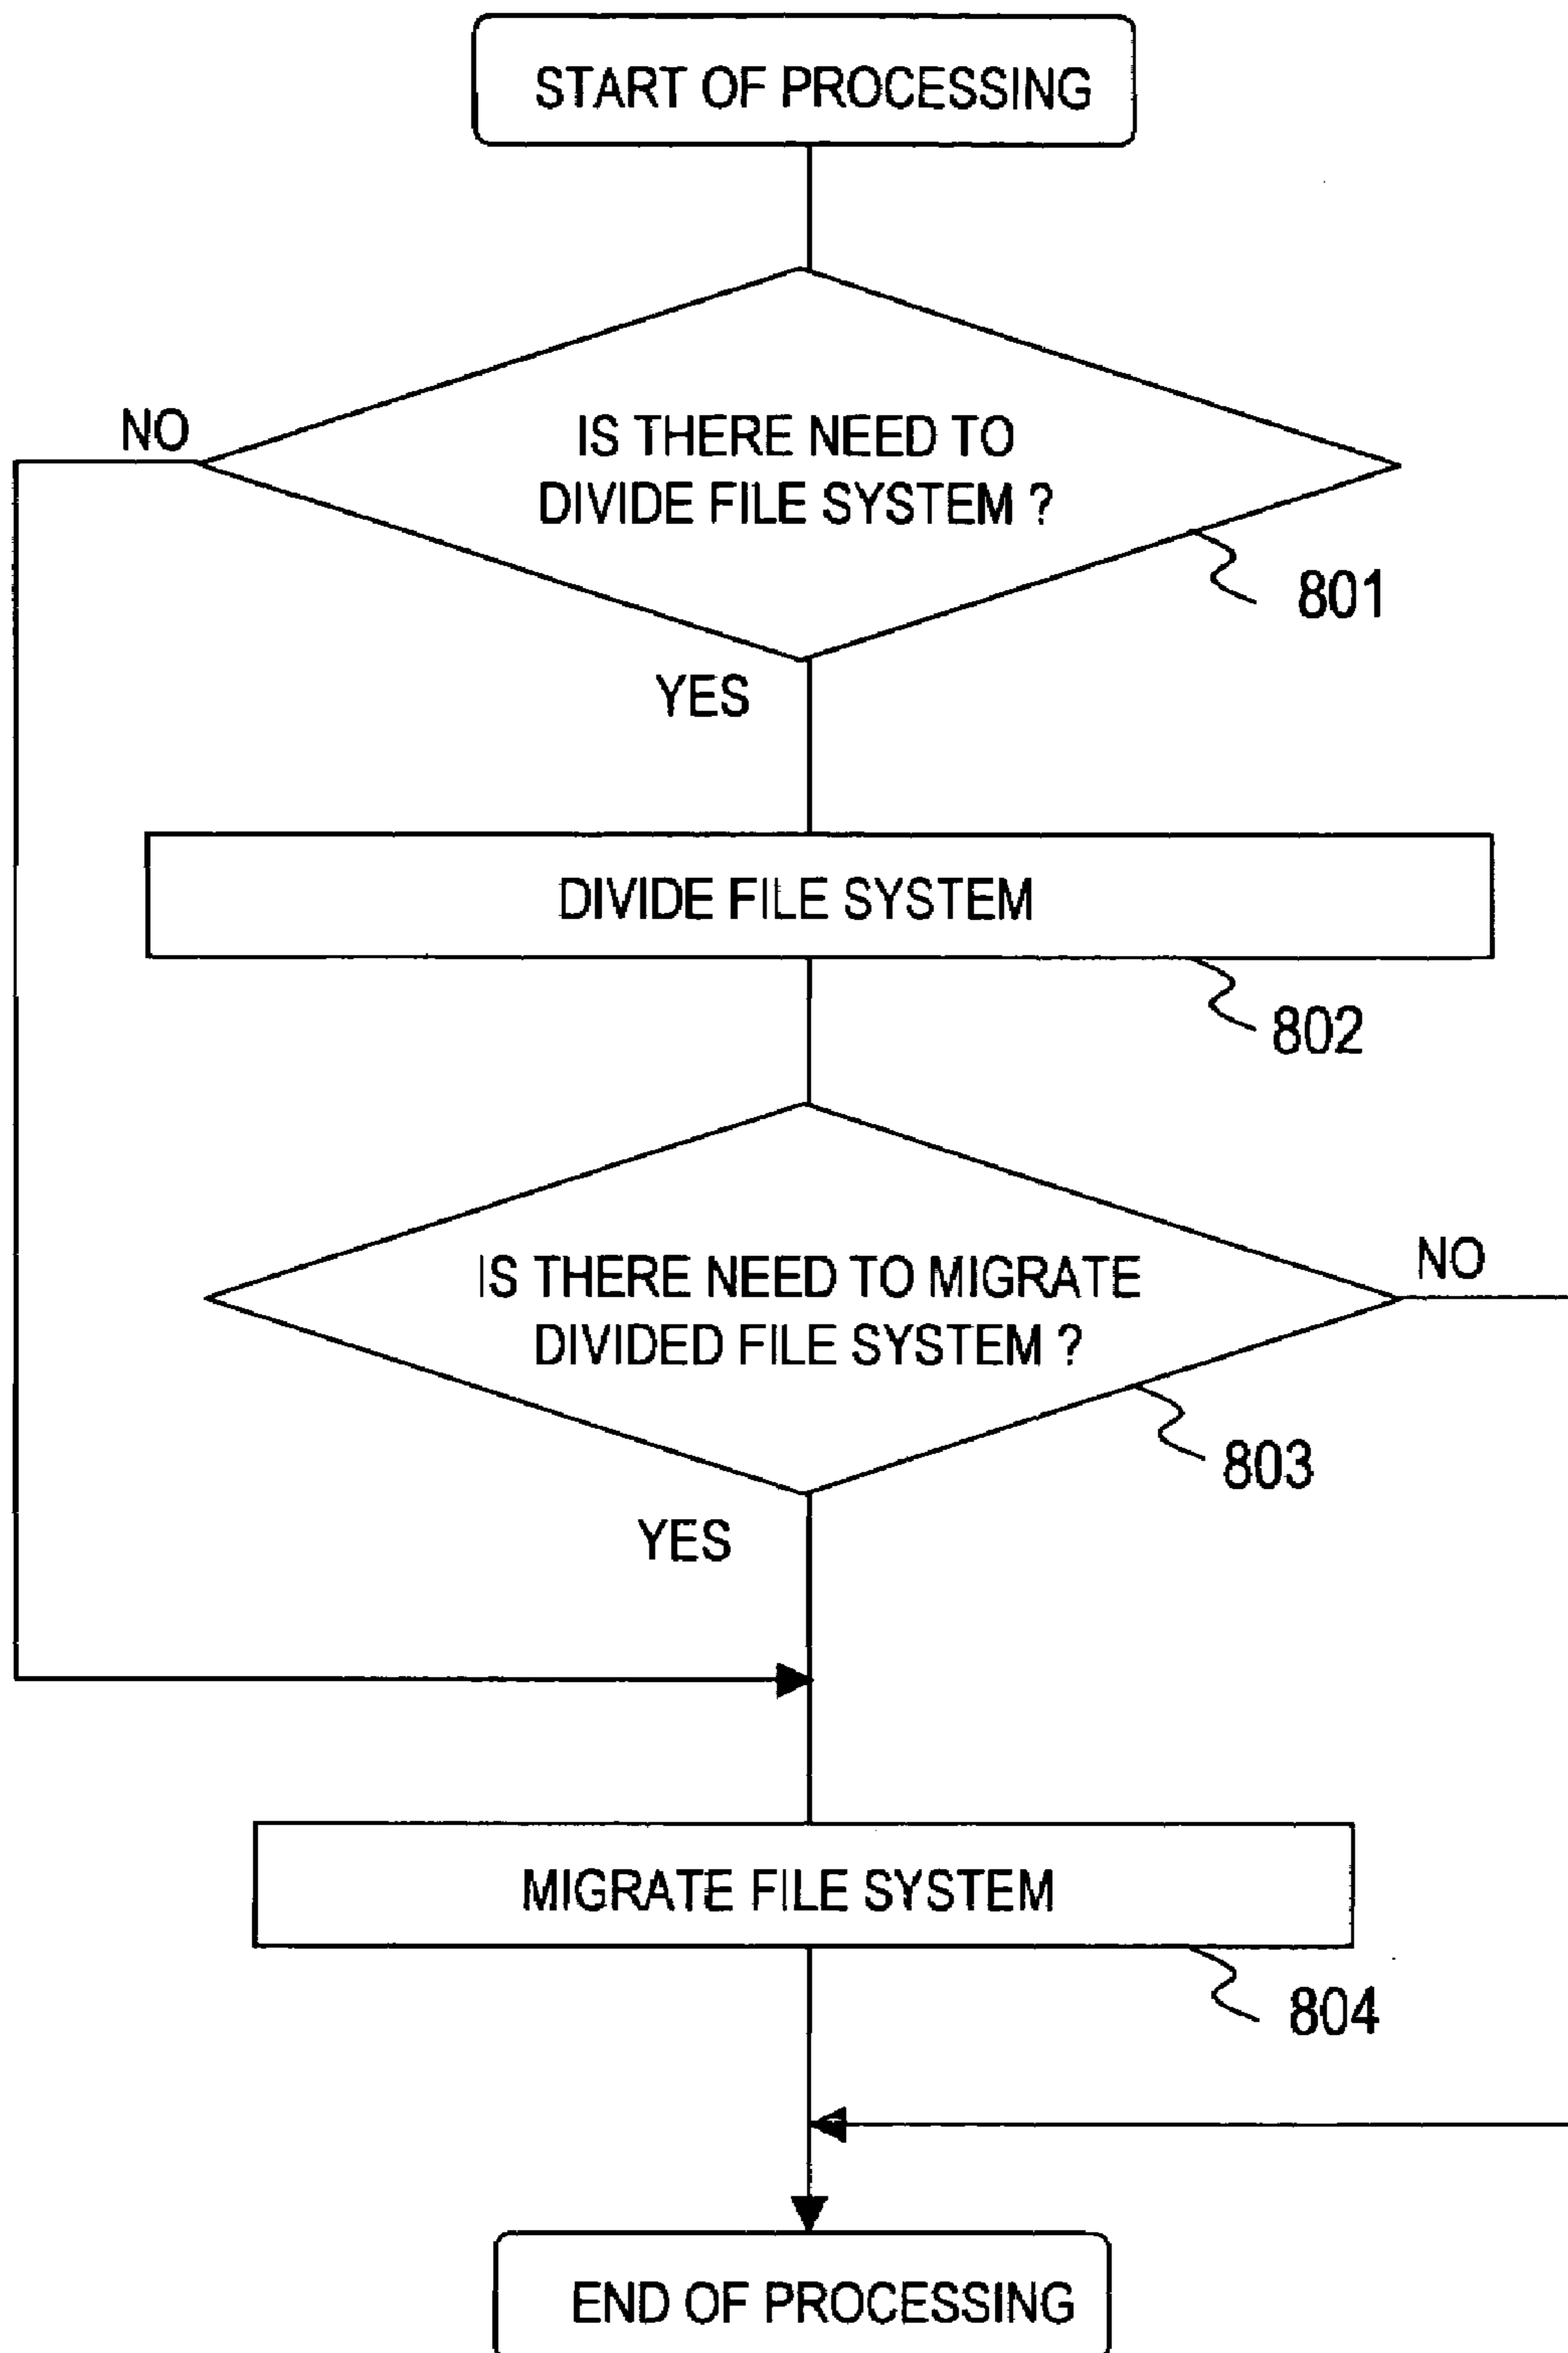 START OF PROCESSING
NO
IS THERE NEED TO
DIVIDE FILE SYSTEM ?
801
YES
DIVIDE FILE SYSTEM
802
IS THERE NEED TO MIGRATE
DIVIDED FILE SYSTEM ?
NO
803
YES
MIGRATE FILE SYSTEM
804
END OF PROCESSING